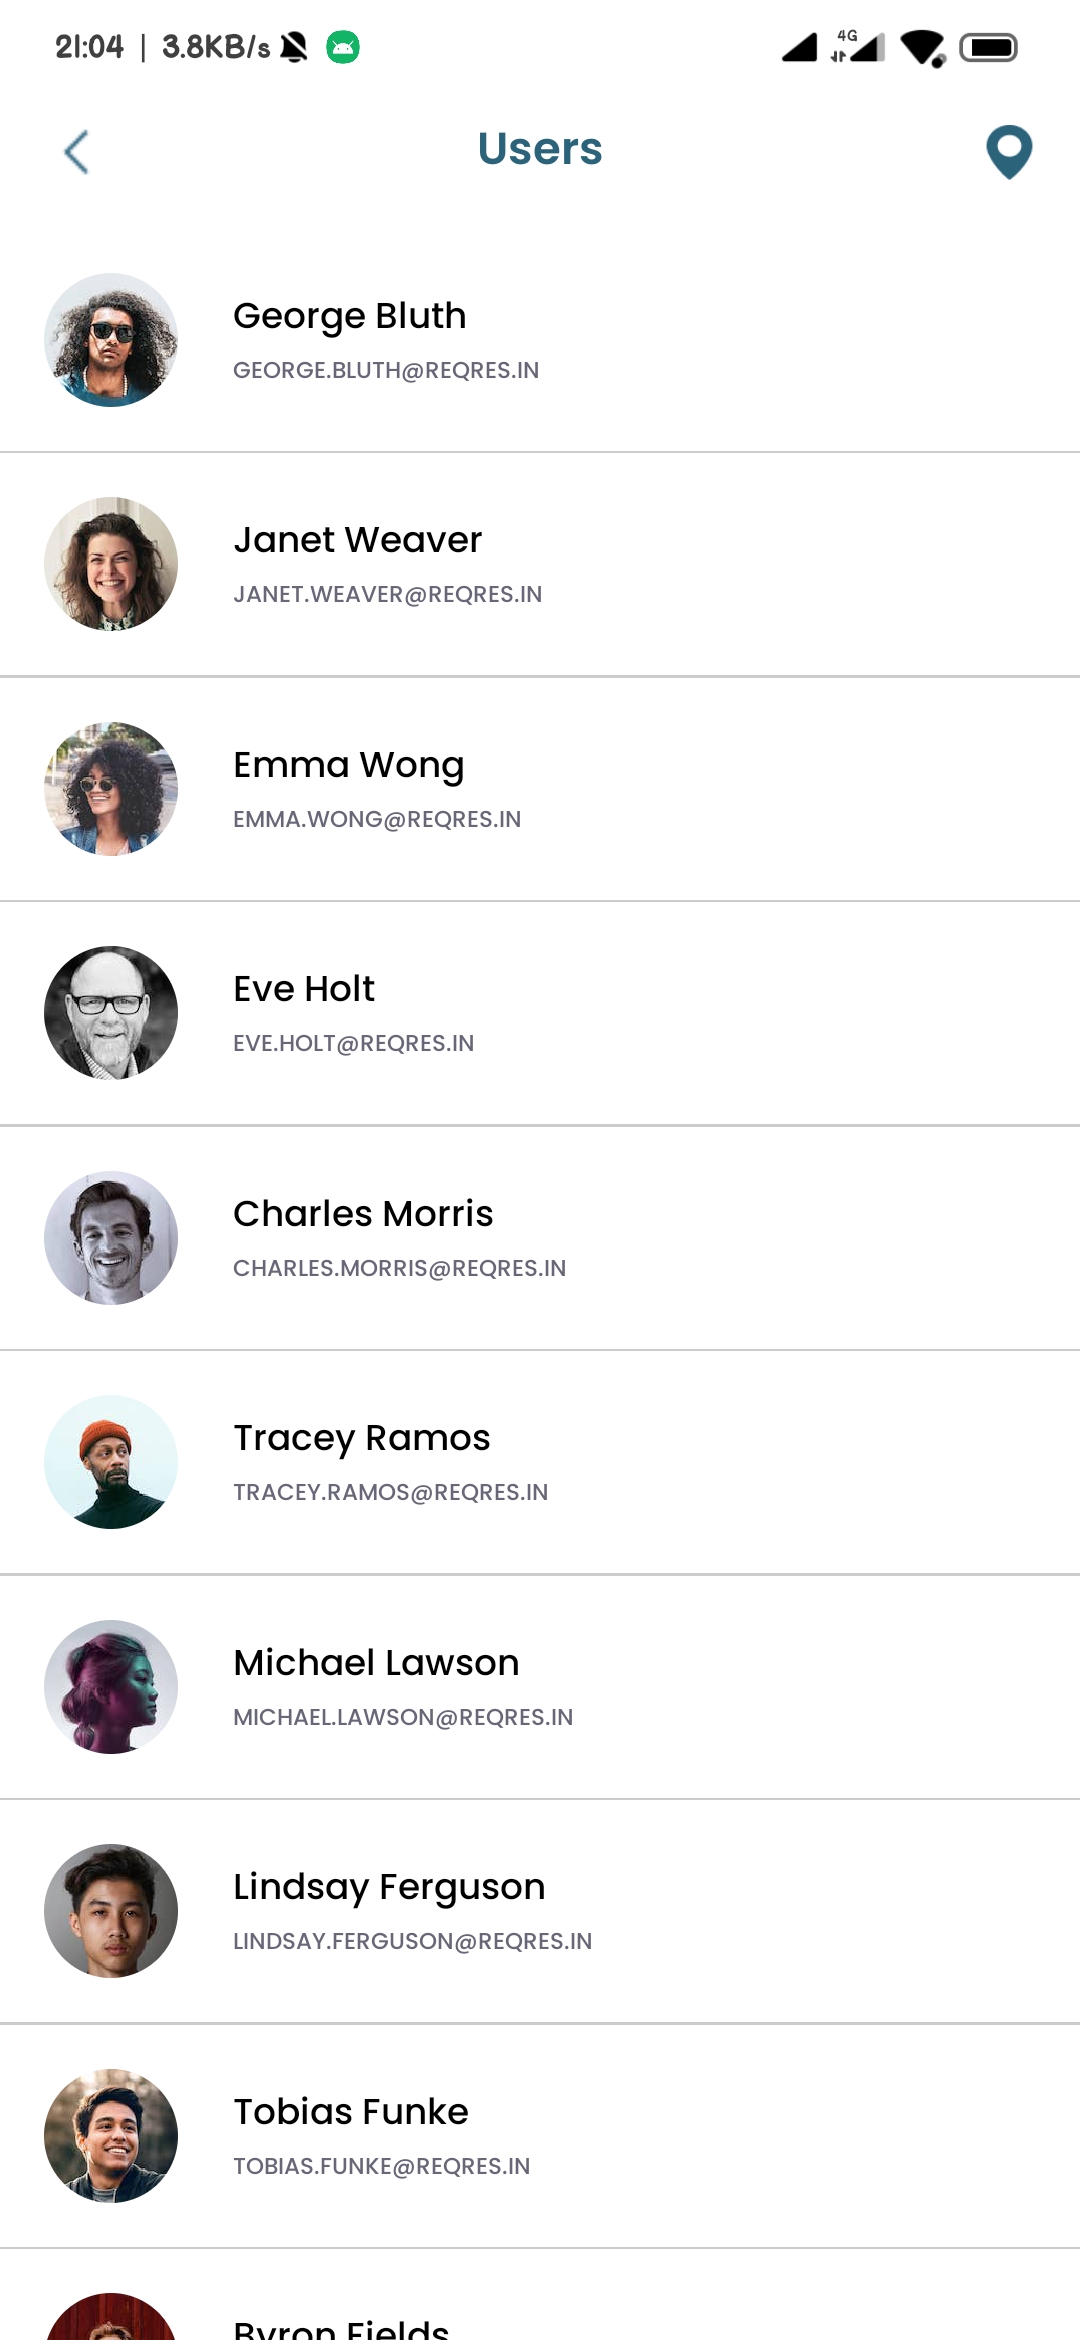 21:04 | 3.8KB/s
4G
Users
George Bluth
GEORGE.BLUTH@REQRES.IN
Janet Weaver
JANET.WEAVER@REQRES.IN
Emma Wong
EMMA.WONG@REQRES.IN
Eve Holt
EVE.HOLT@REQRES.IN
Charles Morris
CHARLES.MORRIS@REQRES.IN
Tracey Ramos
TRACEY.RAMOS@REQRES.IN
Michael Lawson
MICHAEL.LAWSON@REQRES.IN
Lindsay Ferguson
LINDSAY.FERGUSON@REQRES.IN
Tobias Funke
TOBIAS.FUNKE@REQRES.IN
Byron Fields